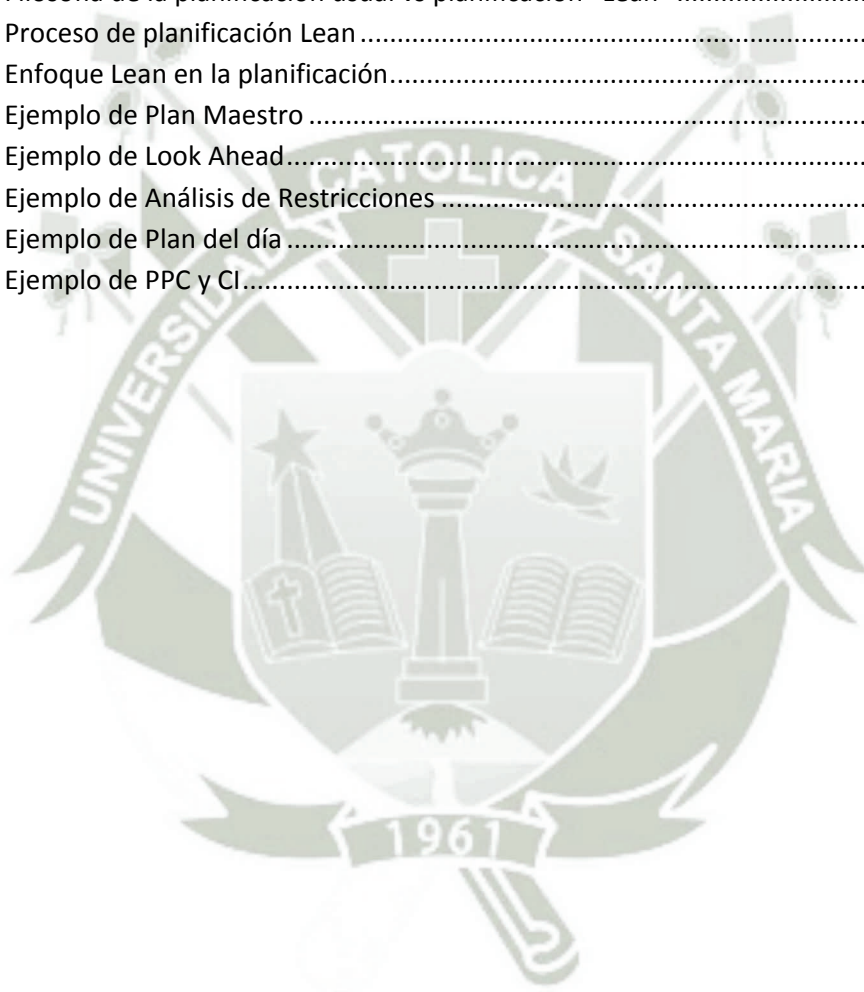 Proceso de planificación Lean
Enfoque Lean en la planificación
Ejemplo de Plan Maestro
Ejemplo de Look Ahead
Ejemplo de Análisis de Restricciones
Ejemplo de Plan del día
Ejemplo de PPC y CI
UNIVERSIDAD CATOLICA SANTA MARIA
1961